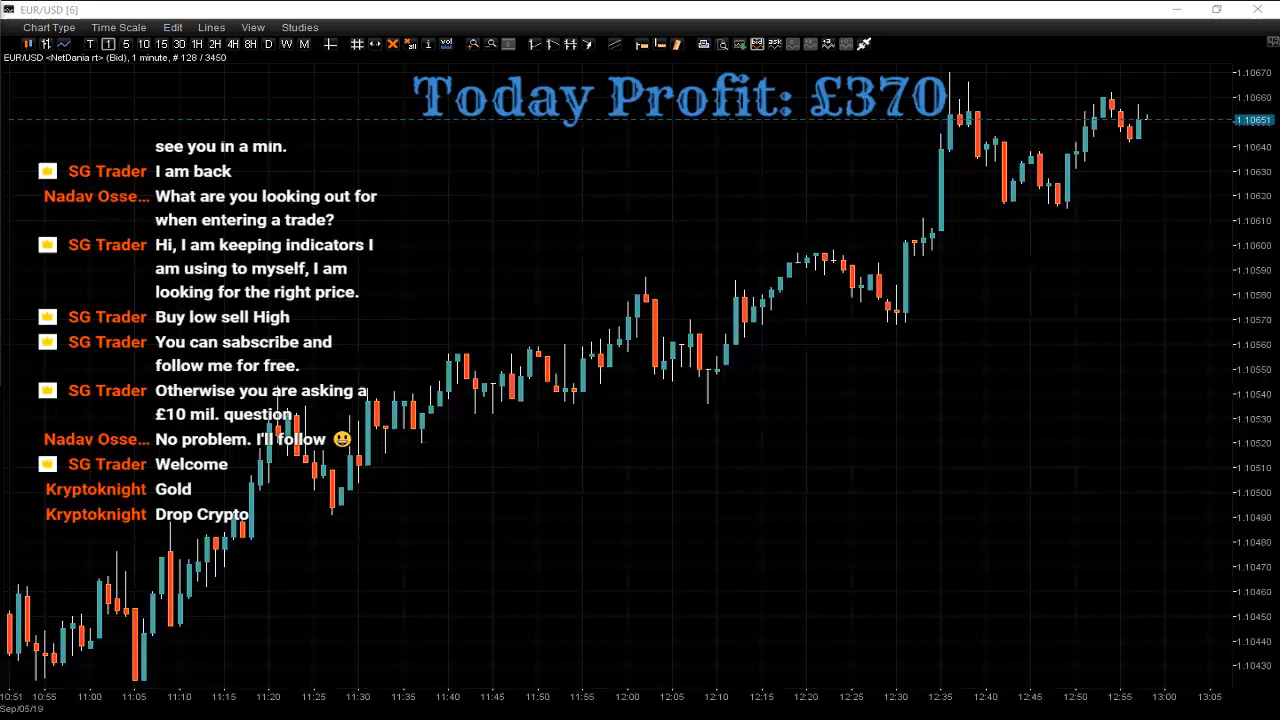 EUR/USD [6]
Chart Type Time Scale Edit Lines View Studies
T 1 5 10 15 30 1H 2H 4H 8H D W M
EUR/USD <NetDania rt> (Bid), 1 minute, # 128 / 3450
Today Profit: £370
see you in a min.
SG Trader I am back
Nadav Osse... What are you looking out for
when entering a trade?
SG Trader Hi, I am keeping indicators I
am using to myself, I am
looking for the right price.
SG Trader Buy low sell High
SG Trader You can sabscribe and
follow me for free.
SG Trader Otherwise you are asking a
£10 mil. question
Nadav Osse... No problem. I'll follow 😃
SG Trader Welcome
Kryptoknight Gold
Kryptoknight Drop Crypto
1.10670
1.10660
1.10651
1.10640
1.10630
1.10620
1.10610
1.10600
1.10590
1.10580
1.10570
1.10560
1.10550
1.10540
1.10530
1.10520
1.10510
1.10500
1.10490
1.10480
1.10470
1.10460
1.10450
1.10440
1.10430
10:51 10:55 11:00 11:05 11:10 11:15 11:20 11:25 11:30 11:35 11:40 11:45 11:50 11:55 12:00 12:05 12:10 12:15 12:20 12:25 12:30 12:35 12:40 12:45 12:50 12:55 13:00 13:05
Sep/05/19